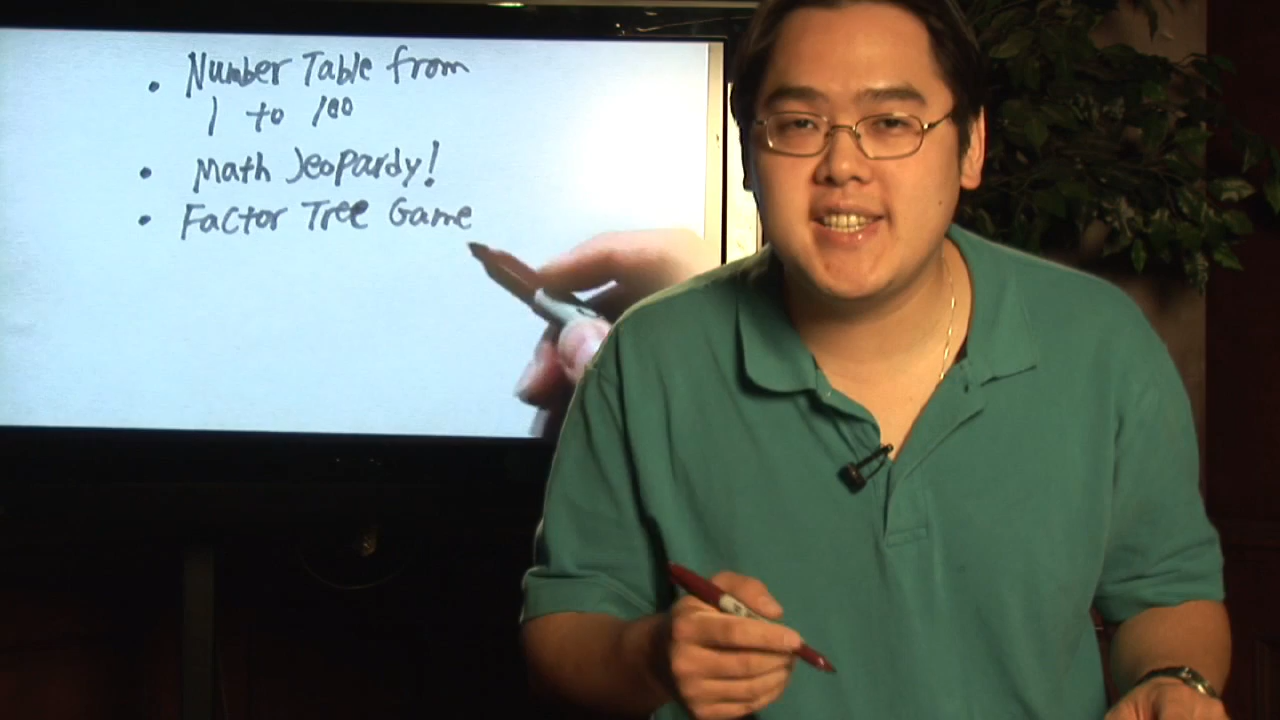 • Number Table from
1 to 100
• Math Jeopardy!
• Factor Tree Game